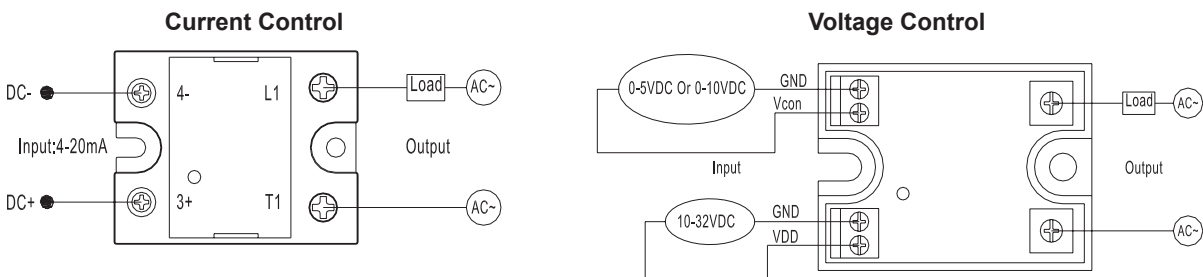 Current Control
DC-
4-
L1
Load
AC~
Input:4-20mA
Output
DC+
3+
T1
AC~
Voltage Control
0-5VDC Or 0-10VDC
GND
Vcon
Load
AC~
Input
Output
10-32VDC
GND
VDD
AC~